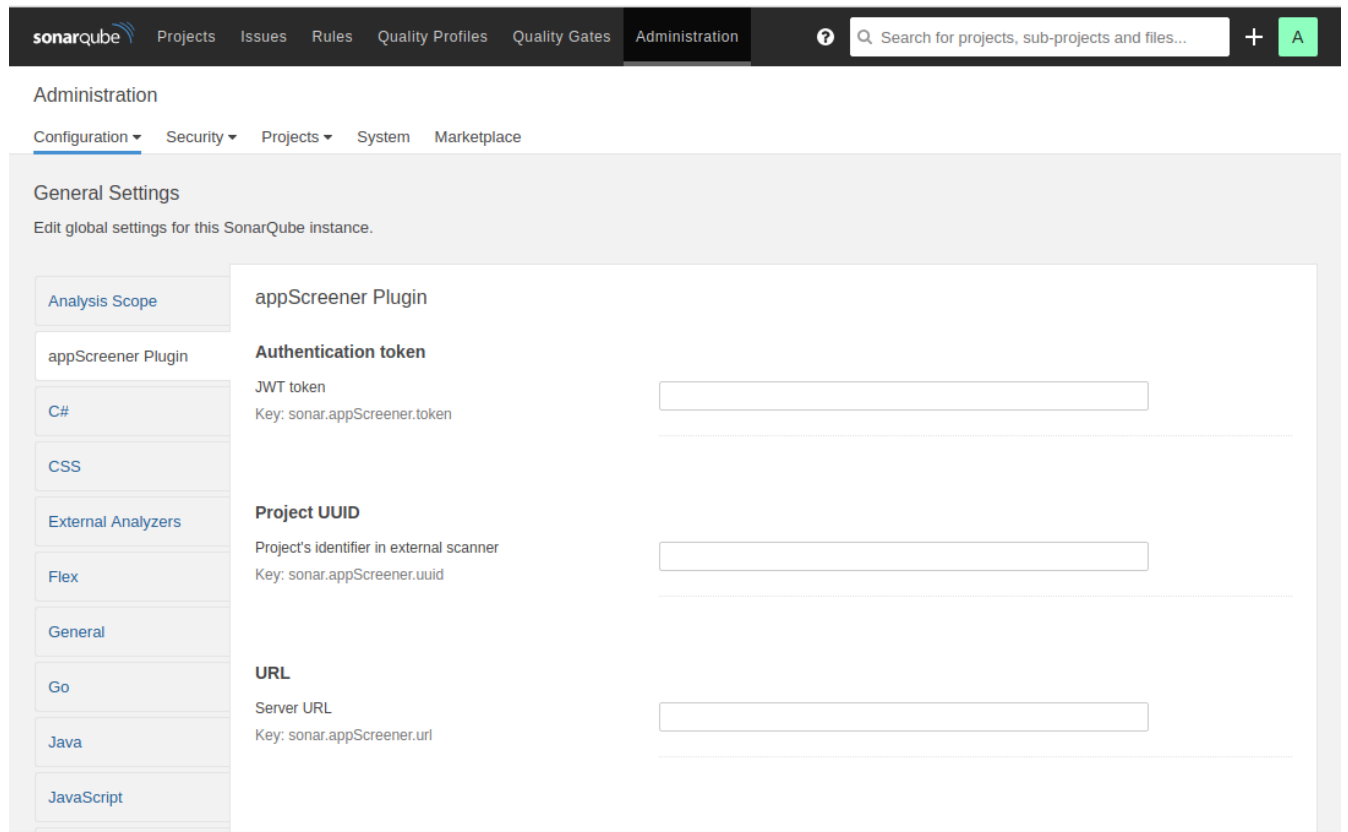 sonarqube Projects Issues Rules Quality Profiles Quality Gates Administration ? Search for projects, sub-projects and files... + A
Administration
Configuration Security Projects System Marketplace
General Settings
Edit global settings for this SonarQube instance.
Analysis Scope
appScreener Plugin
C#
CSS
External Analyzers
Flex
General
Go
Java
JavaScript
appScreener Plugin
Authentication token
JWT token
Key: sonar.appScreener.token
Project UUID
Project's identifier in external scanner
Key: sonar.appScreener.uuid
URL
Server URL
Key: sonar.appScreener.url